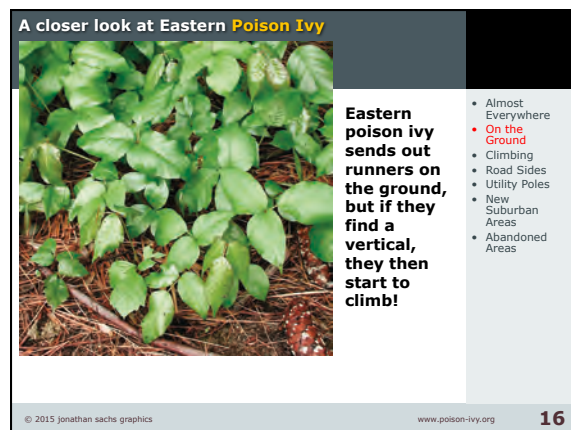 A closer look at Eastern Poison Ivy
Eastern
poison ivy
sends out
runners on
the ground,
but if they
find a
vertical,
they then
start to
climb!
• Almost
Everywhere
• On the
Ground
• Climbing
• Road Sides
• Utility Poles
• New
Suburban
Areas
• Abandoned
Areas
© 2015 jonathan sachs graphics
www.poison-ivy.org
16